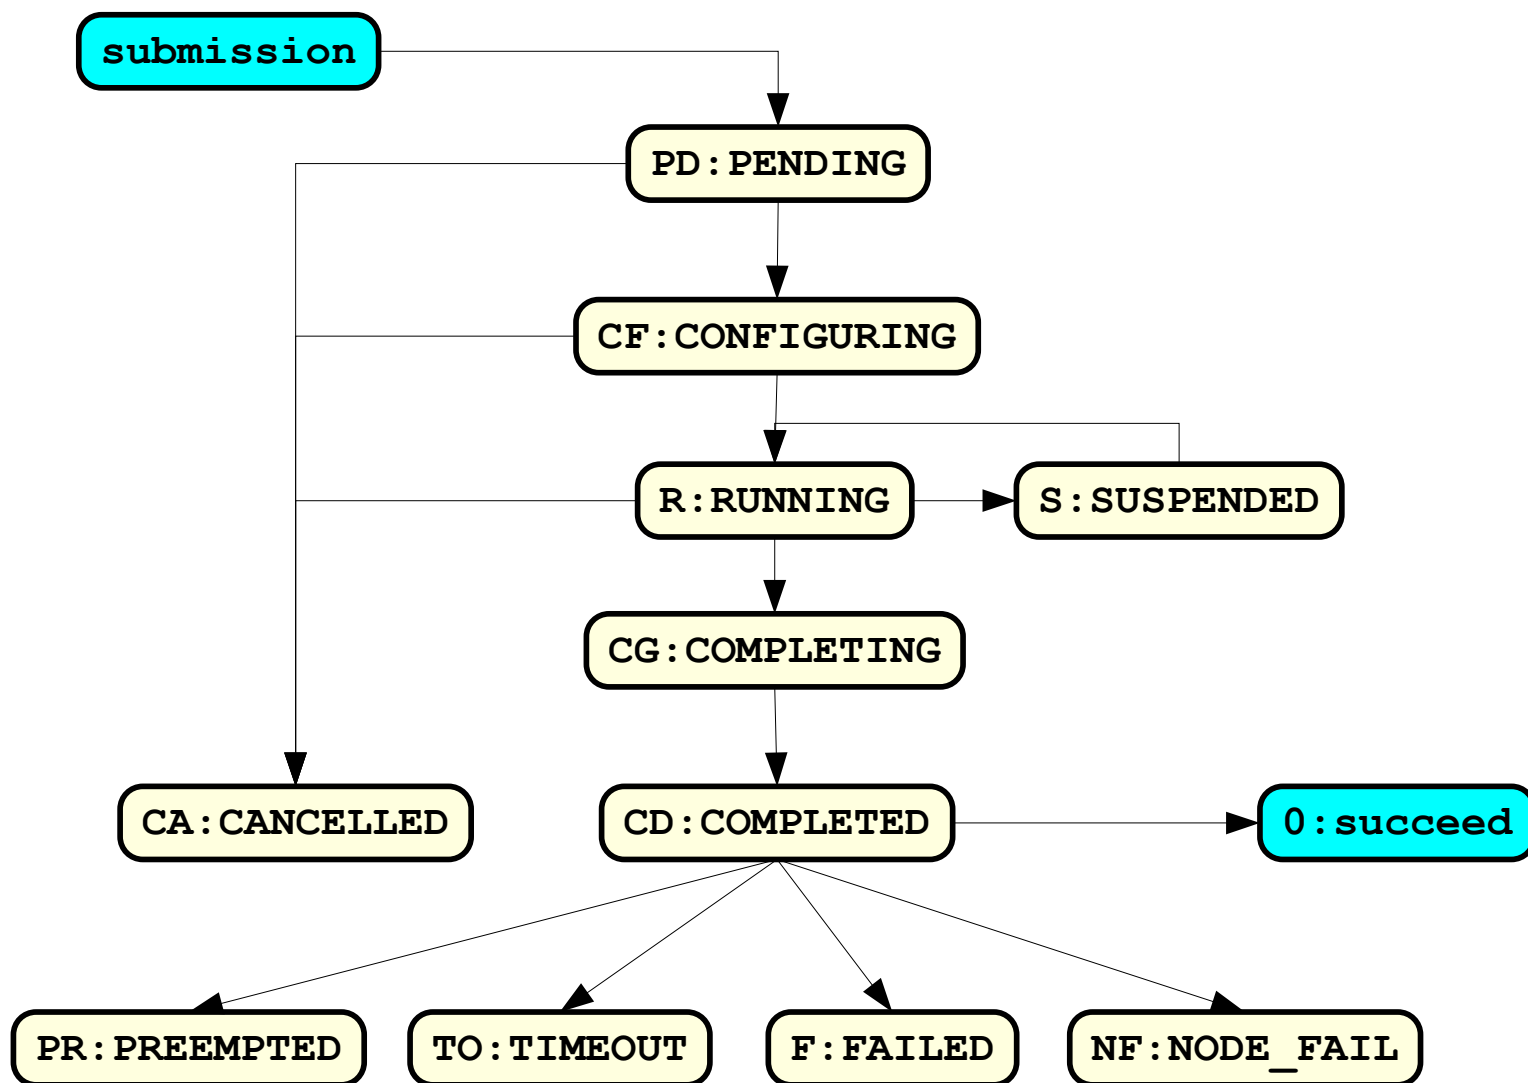 submission
PD:PENDING
CF:CONFIGURING
R:RUNNING
S:SUSPENDED
CG:COMPLETING
CA:CANCELLED
CD:COMPLETED
0:succeed
PR:PREEMPTED
TO:TIMEOUT
F:FAILED
NF:NODE_FAIL